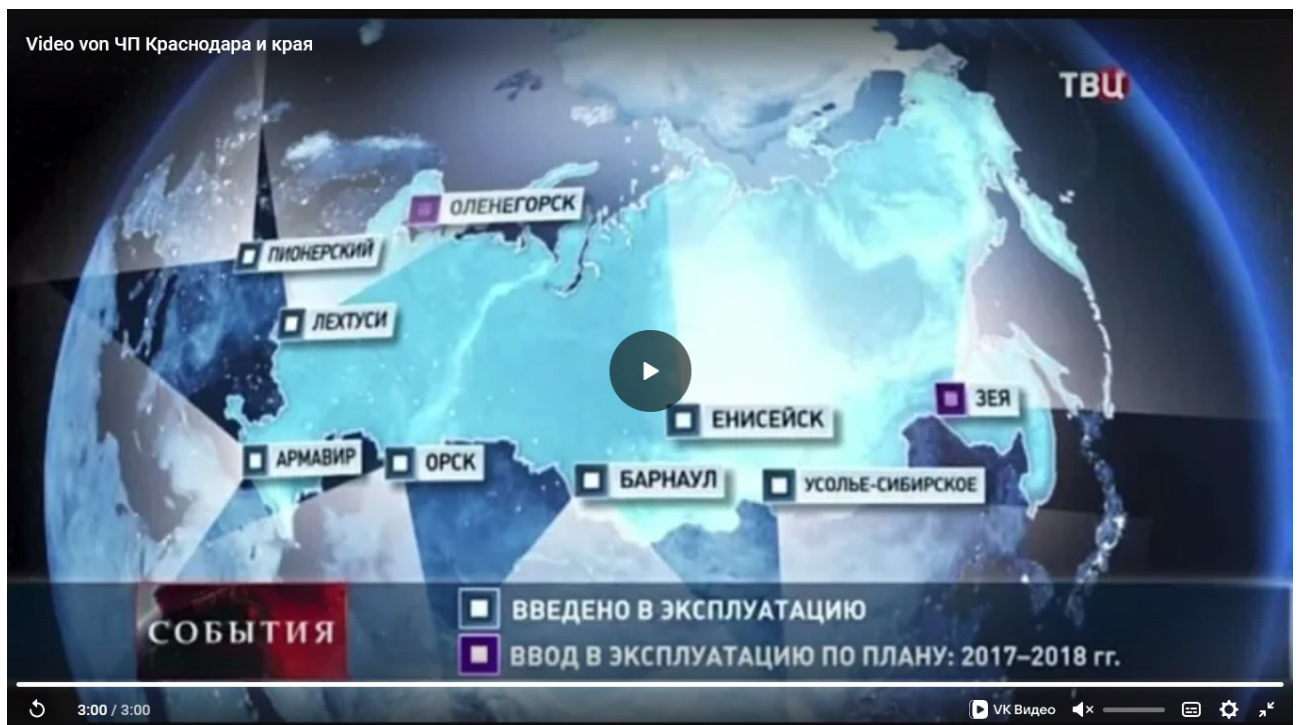 Video von ЧП Краснодара и края
ТВЦ
ОЛЕНЕГОРСК
ПИОНЕРСКИЙ
ЛЕХТУСИ
ЗЕЯ
ЕНИСЕЙСК
АРМАВИР
ОРСК
БАРНАУЛ
УСОЛЬЕ-СИБИРСКОЕ
СОБЫТИЯ
ВВЕДЕНО В ЭКСПЛУАТАЦИЮ
ВВОД В ЭКСПЛУАТАЦИЮ ПО ПЛАНУ: 2017–2018 гг.
3:00 / 3:00
VK Видео